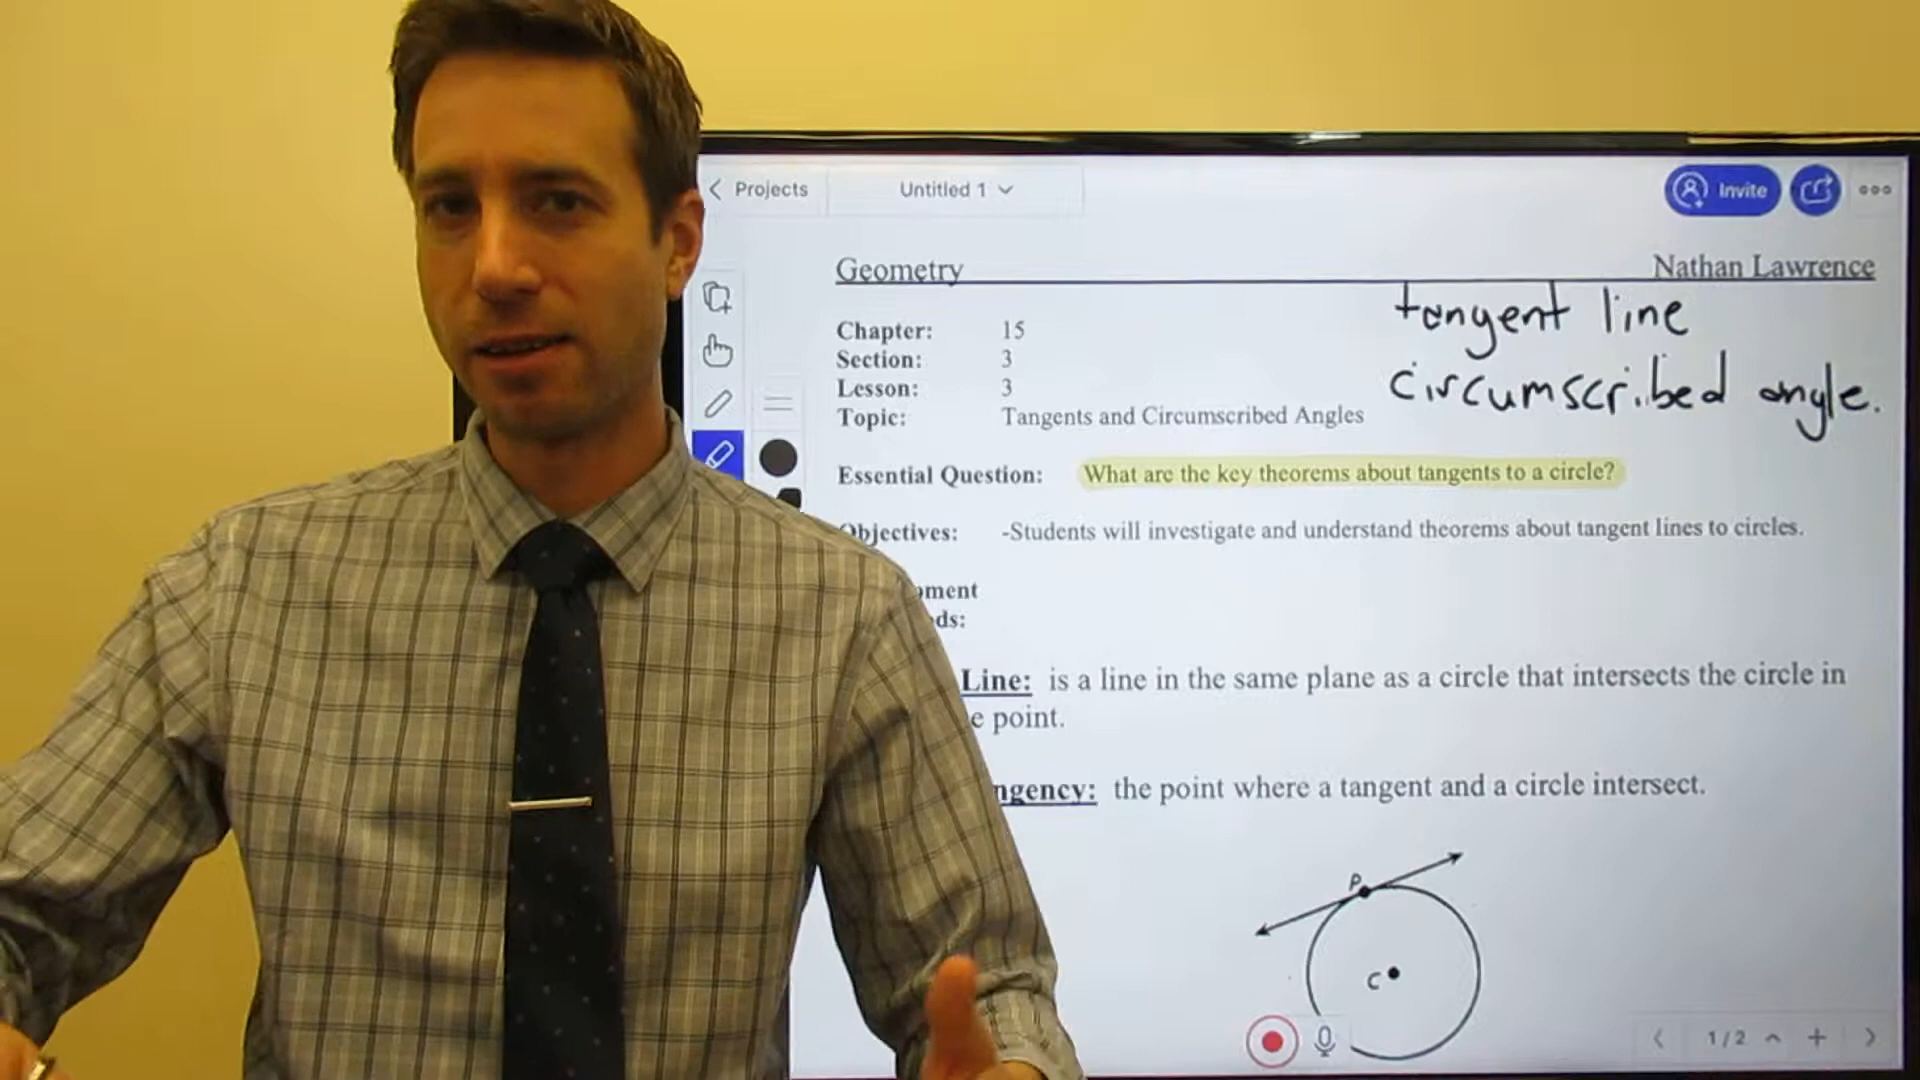 Projects
Untitled 1
Invite
Geometry
Nathan Lawrence
tangent line
circumscribed angle.
Chapter: 15
Section: 3
Lesson: 3
Topic: Tangents and Circumscribed Angles
Essential Question: What are the key theorems about tangents to a circle?
Objectives: -Students will investigate and understand theorems about tangent lines to circles.
ment
ds:
Line: is a line in the same plane as a circle that intersects the circle in
e point.
ngency: the point where a tangent and a circle intersect.
P
C
1/2